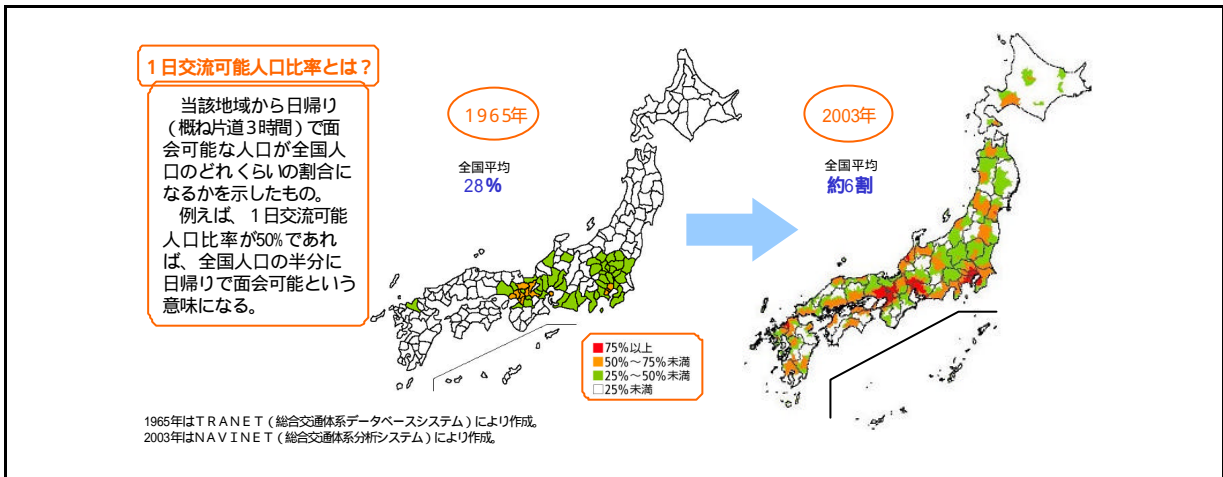 1日交流可能人口比率とは？
当該地域から日帰り
（概ね片道3時間）で面
会可能な人口が全国人
口のどれくらいの割合に
なるかを示したもの。
例えば、1日交流可能
人口比率が50%であれ
ば、全国人口の半分に
日帰りで面会可能という
意味になる。
1965年
全国平均
28%
2003年
全国平均
約6割
75%以上
50%～75%未満
25%～50%未満
25%未満
1965年はTRANET（総合交通体系データベースシステム）により作成。
2003年はNAVINET（総合交通体系分析システム）により作成。